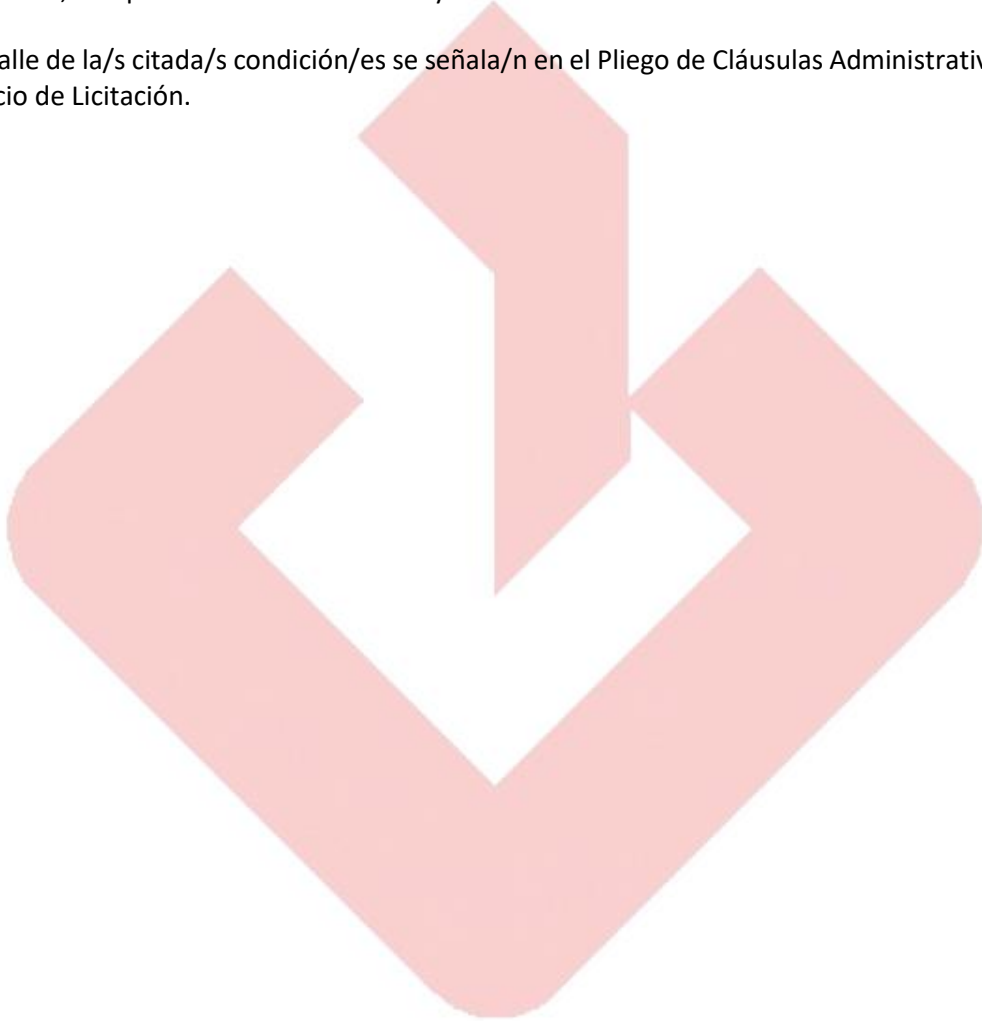 alle de la/s citada/s condición/es se señala/n en el Pliego de Cláusulas Administrativ
cio de Licitación.